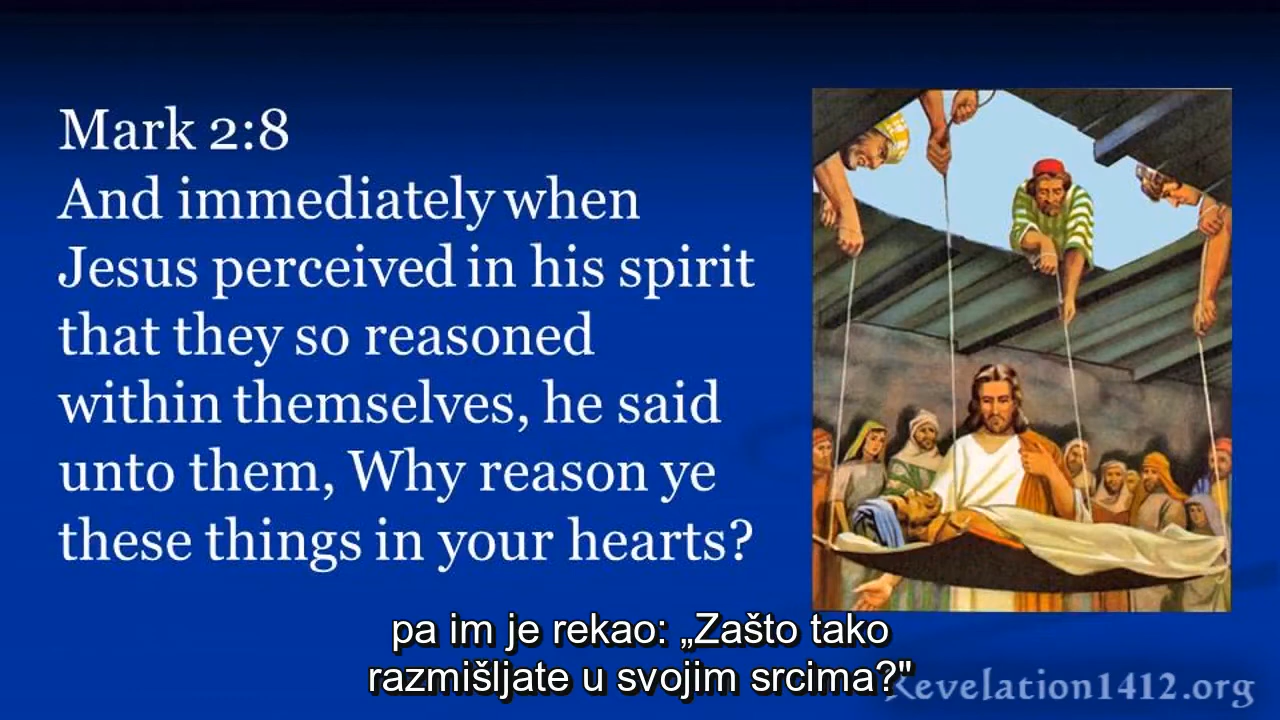 Mark 2:8
And immediately when
Jesus perceived in his spirit
that they so reasoned
within themselves, he said
unto them, Why reason ye
these things in your hearts?
pa im je rekao: „Zašto tako
razmišljate u svojim srcima?"
Revelation1412.org